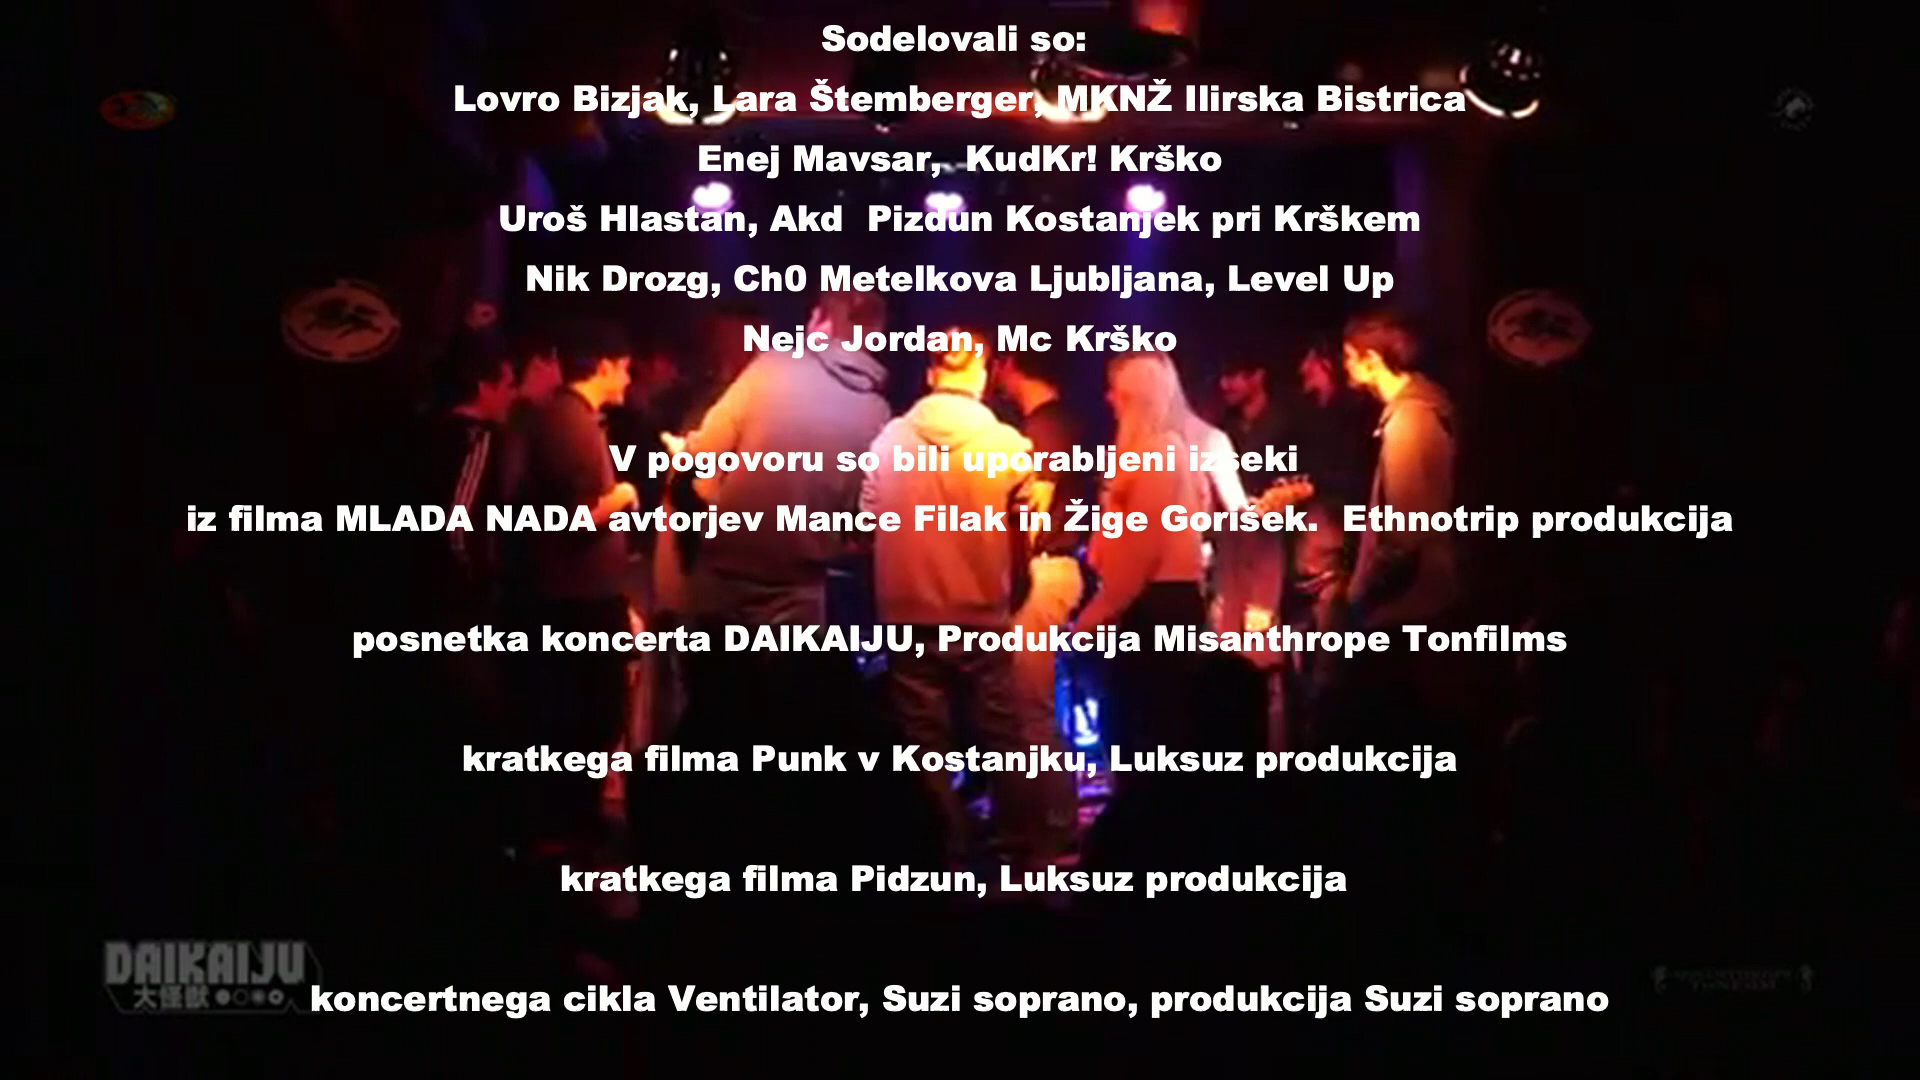 Sodelovali so:
Lovro Bizjak, Lara Štemberger, MKNŽ Ilirska Bistrica
Enej Mavsar,  KudKr! Krško
Uroš Hlastan, Akd  Pizdun Kostanjek pri Krškem
Nik Drozg, Ch0 Metelkova Ljubljana, Level Up
Nejc Jordan, Mc Krško
V pogovoru so bili uporabljeni izseki
iz filma MLADA NADA avtorjev Mance Filak in Žige Gorišek.  Ethnotrip produkcija
posnetka koncerta DAIKAIJU, Produkcija Misanthrope Tonfilms
kratkega filma Punk v Kostanjku, Luksuz produkcija
kratkega filma Pidzun, Luksuz produkcija
DAIKAIJU
大怪獣
koncertnega cikla Ventilator, Suzi soprano, produkcija Suzi soprano